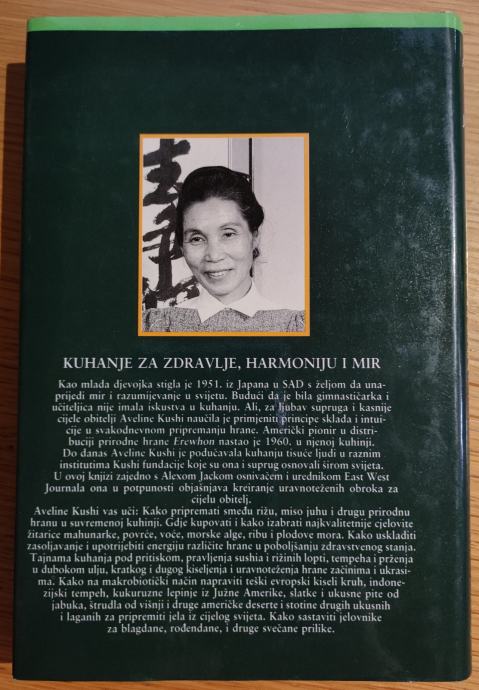 KUHANJE ZA ZDRAVLJE, HARMONIJU I MIR
Kao mlada djevojka stigla je 1951. iz Japana u SAD s željom da una-
prijedi mir i razumijevanje u svijetu. Budući da je bila gimnastičarka i
učiteljica nije imala iskustva u kuhanju. Ali, za ljubav supruga i kasnije
cijele obitelji Aveline Kushi naučila je primijeniti principe sklada i intui-
cije u svakodnevnom pripremanju hrane. Američki pionir u distri-
buciji prirodne hrane Erewhon nastao je 1960. u njenoj kuhinji.
Do danas Aveline Kushi je podučavala kuhanju tisuće ljudi u raznim
institutima Kushi fundacije koje su ona i suprug osnovali širom svijeta.
U ovoj knjizi zajedno s Alexom Jackom osnivačem i urednikom East West
Journala ona u potpunosti objašnjava kreiranje uravnoteženih obroka za
cijelu obitelj.
Aveline Kushi vas uči: Kako pripremati smeđu rižu, miso juhu i drugu prirodnu
hranu u suvremenoj kuhinji. Gdje kupovati i kako izabrati najkvalitetnije cjelovite
žitarice mahunarke, povrće, voće, morske alge, ribu i plodove mora. Kako uskladiti
zasoljavanje i upotrijebiti energiju različite hrane u poboljšanju zdravstvenog stanja.
Tajnama kuhanja pod pritiskom, pravljenja sushia i rižinih lopti, tempeha i prženja
u dubokom ulju, kratkog i dugog kiseljenja i uravnoteženja hrane začinima i ukrasi-
ma. Kako na makrobiotički način napraviti teški evropski kiseli kruh, indone-
zijski tempeh, kukuruzne lepinje iz Južne Amerike, slatke i ukusne pite od
jabuka, štrudla od višnji i druge američke deserte i stotine drugih ukusnih
i laganih za pripremiti jela iz cijelog svijeta. Kako sastaviti jelovnike
za blagdane, rođendane, i druge svečane prilike.